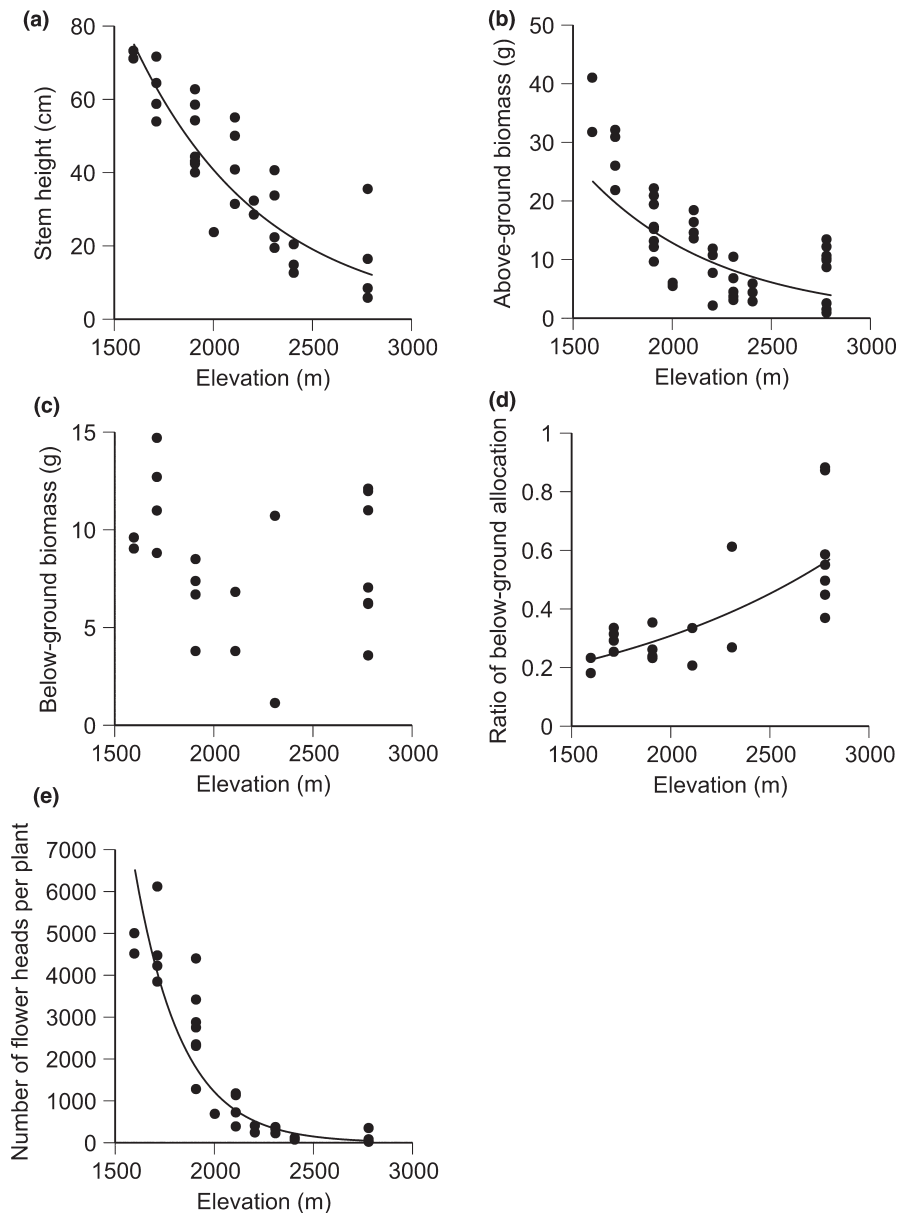 (a)
Stem height (cm)
80
60
40
20
0
1500 2000 2500 3000
Elevation (m)
(b)
Above-ground biomass (g)
50
40
30
20
10
0
1500 2000 2500 3000
Elevation (m)
(c)
Below-ground biomass (g)
15
10
5
0
1500 2000 2500 3000
Elevation (m)
(d)
Ratio of below-ground allocation
1
0.8
0.6
0.4
0.2
0
1500 2000 2500 3000
Elevation (m)
(e)
Number of flower heads per plant
7000
6000
5000
4000
3000
2000
1000
0
1500 2000 2500 3000
Elevation (m)